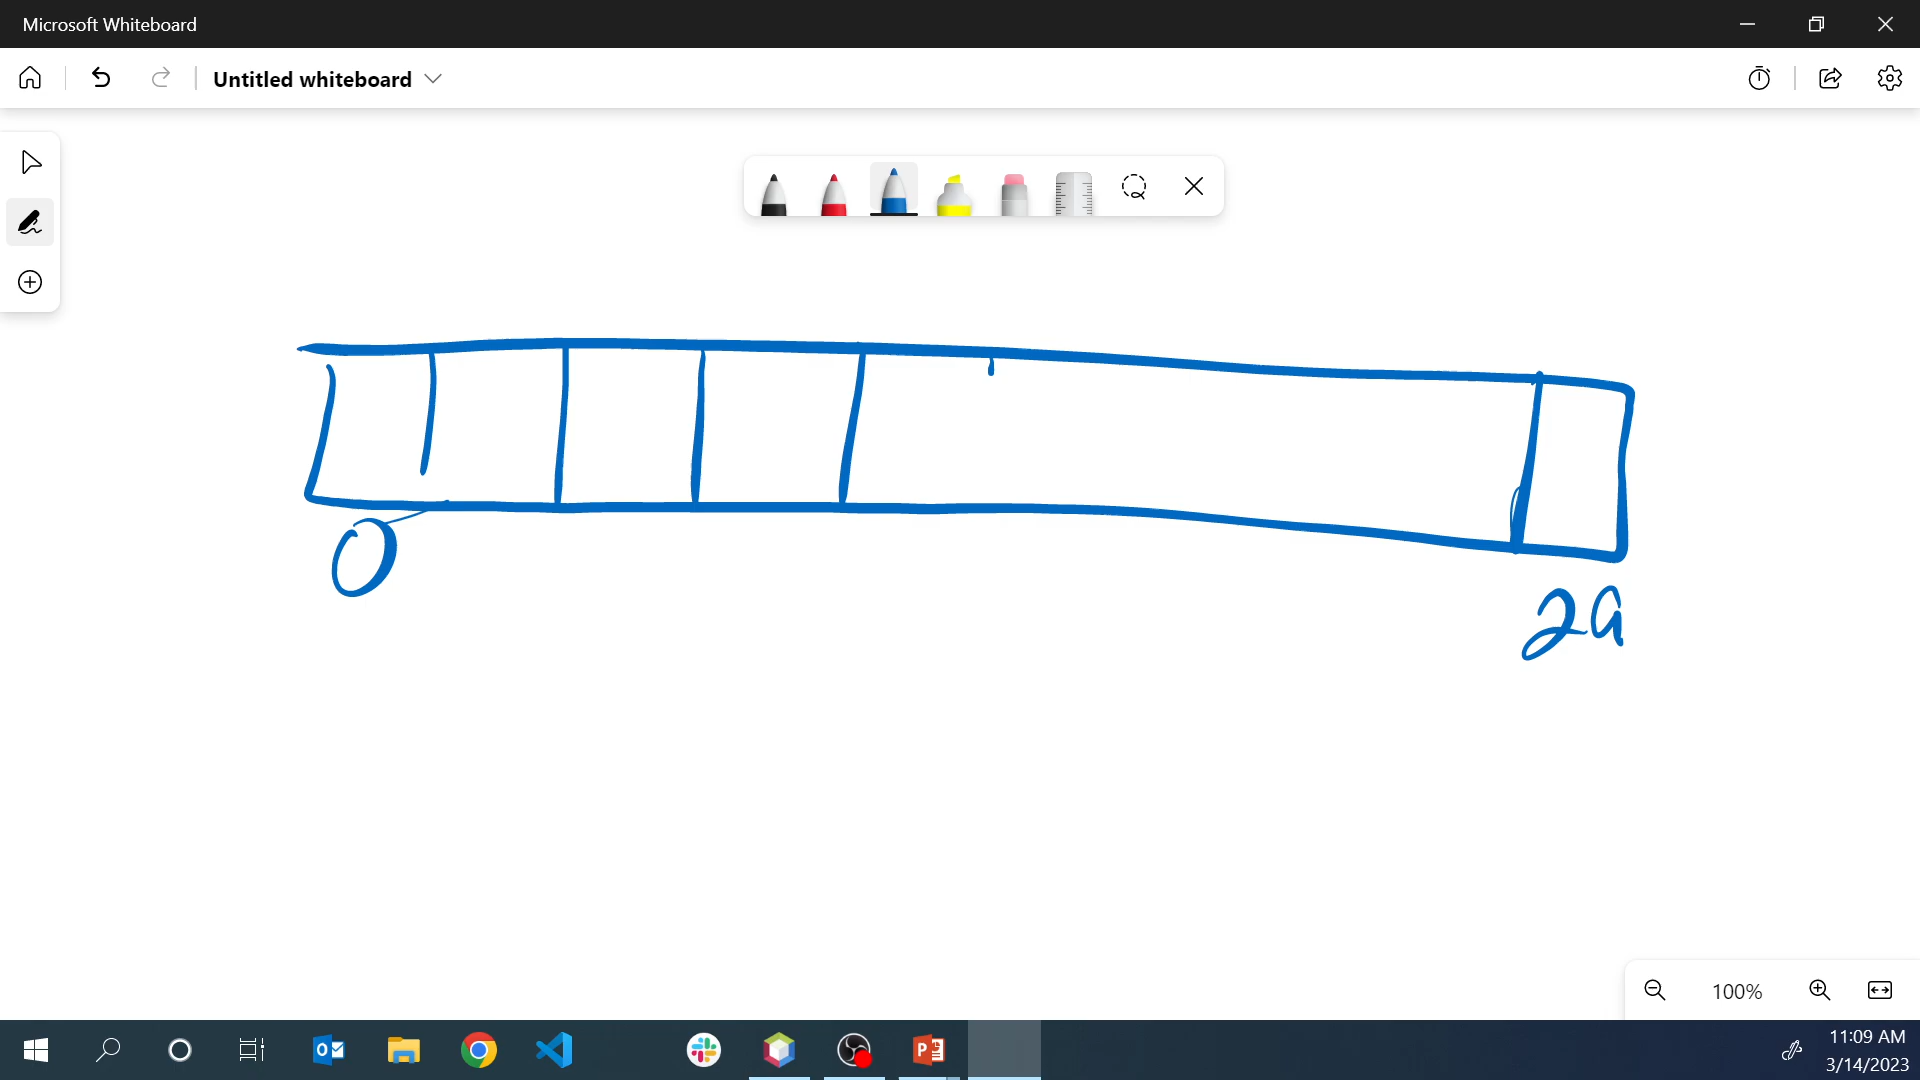 Microsoft Whiteboard
Untitled whiteboard
0
2a
100%
11:09 AM
3/14/2023